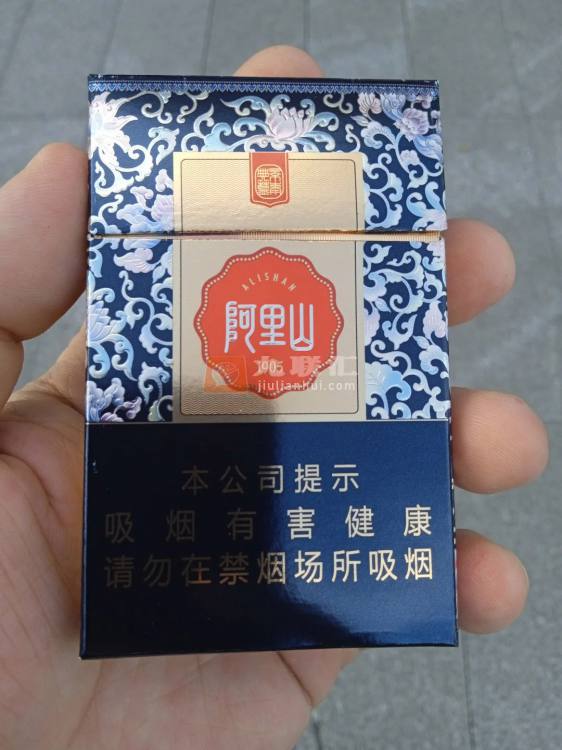 ALISHAN
阿里山
1905
九联汇
jiulianhui.com
本公司提示
吸烟有害健康
请勿在禁烟场所吸烟